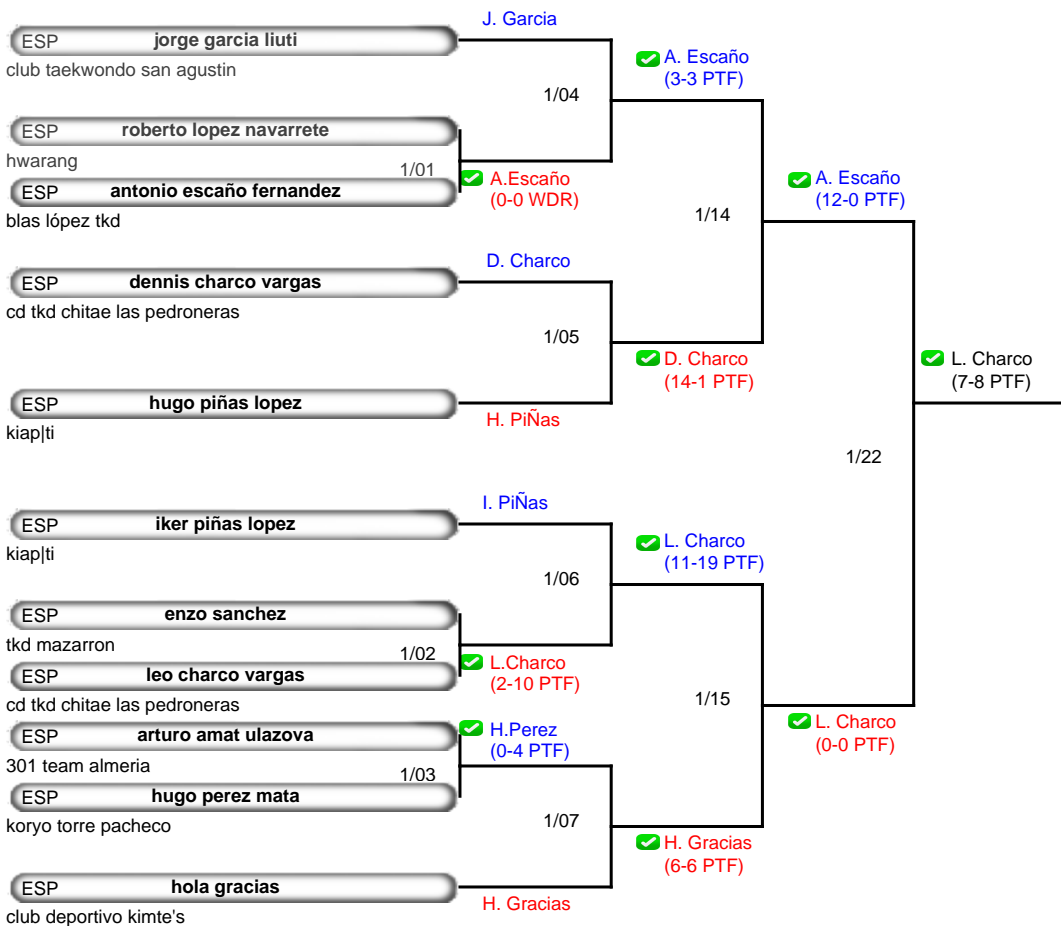 J. Garcia
ESP jorge garcia liuti
club taekwondo san agustin
1/04
A. Escaño
(3-3 PTF)
ESP roberto lopez navarrete
hwarang
1/01
ESP antonio escaño fernandez
blas lópez tkd
A.Escaño
(0-0 WDR)
1/14
A. Escaño
(12-0 PTF)
D. Charco
ESP dennis charco vargas
cd tkd chitae las pedroneras
1/05
D. Charco
(14-1 PTF)
L. Charco
(7-8 PTF)
ESP hugo piñas lopez
kiap|ti
H. PiÑas
1/22
I. PiÑas
ESP iker piñas lopez
kiap|ti
1/06
L. Charco
(11-19 PTF)
ESP enzo sanchez
tkd mazarron
1/02
ESP leo charco vargas
cd tkd chitae las pedroneras
L.Charco
(2-10 PTF)
1/15
L. Charco
(0-0 PTF)
ESP arturo amat ulazova
301 team almeria
H.Perez
(0-4 PTF)
1/03
ESP hugo perez mata
koryo torre pacheco
1/07
H. Gracias
(6-6 PTF)
ESP hola gracias
club deportivo kimte's
H. Gracias